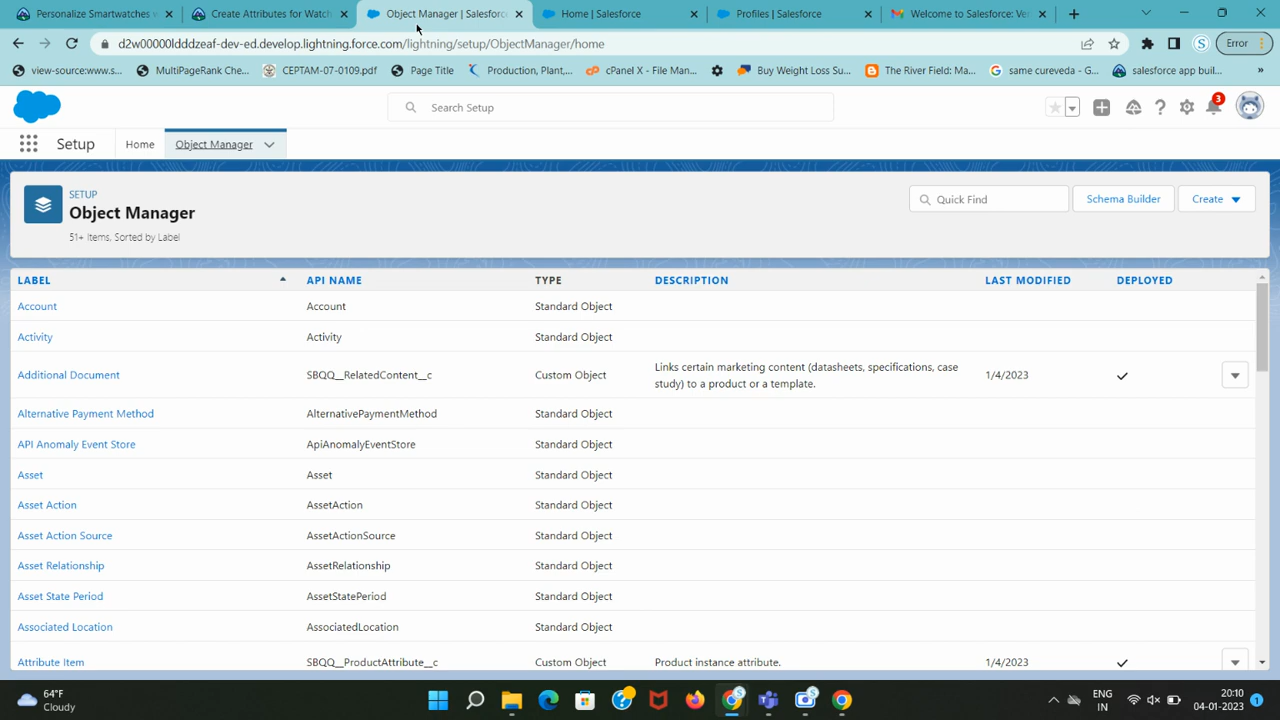 Personalize Smartwatches v
Create Attributes for Watch
Object Manager | Salesforc
Home | Salesforce
Profiles | Salesforce
Welcome to Salesforce: Ver
d2w00000ldddzeaf-dev-ed.develop.lightning.force.com/lightning/setup/ObjectManager/home
S
Error
view-source:www.s...
MultiPageRank Che...
CEPTAM-07-0109.pdf
Page Title
Production, Plant,...
cPanel X - File Man...
Buy Weight Loss Su...
The River Field: Ma...
same cureveda - G...
salesforce app buil...
»
Search Setup
3
Setup
Home
Object Manager
SETUP
Object Manager
51+ Items, Sorted by Label
Quick Find
Schema Builder
Create
LABEL API NAME TYPE DESCRIPTION LAST MODIFIED DEPLOYED
Account Account Standard Object
Activity Activity Standard Object
Additional Document SBQQ__RelatedContent__c Custom Object Links certain marketing content (datasheets, specifications, case 1/4/2023
study) to a product or a template.
Alternative Payment Method AlternativePaymentMethod Standard Object
API Anomaly Event Store ApiAnomalyEventStore Standard Object
Asset Asset Standard Object
Asset Action AssetAction Standard Object
Asset Action Source AssetActionSource Standard Object
Asset Relationship AssetRelationship Standard Object
Asset State Period AssetStatePeriod Standard Object
Associated Location AssociatedLocation Standard Object
Attribute Item SBQQ__ProductAttribute__c Custom Object Product instance attribute. 1/4/2023
64°F
Cloudy
ENG
IN
20:10
04-01-2023
1